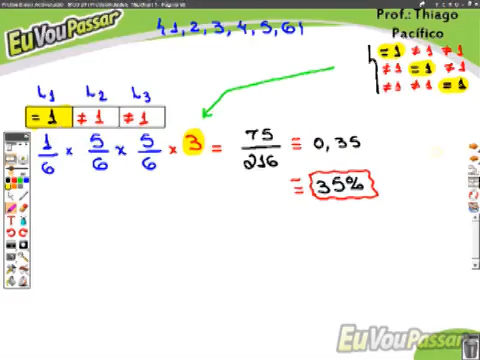 EuVouPassar
{1, 2, 3, 4, 5, 6}
Prof.: Thiago
Pacífico
= 1 ≠ 1 ≠ 1
≠ 1 = 1 ≠ 1
≠ 1 ≠ 1 = 1
L1 L2 L3
= 1 ≠ 1 ≠ 1
1/6 × 5/6 × 5/6 × 3 = 75/216 ≅ 0,35
≅ 35%
EuVouPassar